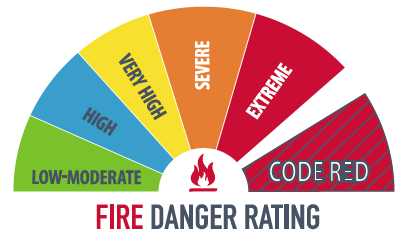 LOW-MODERATE
HIGH
VERY HIGH
SEVERE
EXTREME
CODE RED
FIRE DANGER RATING